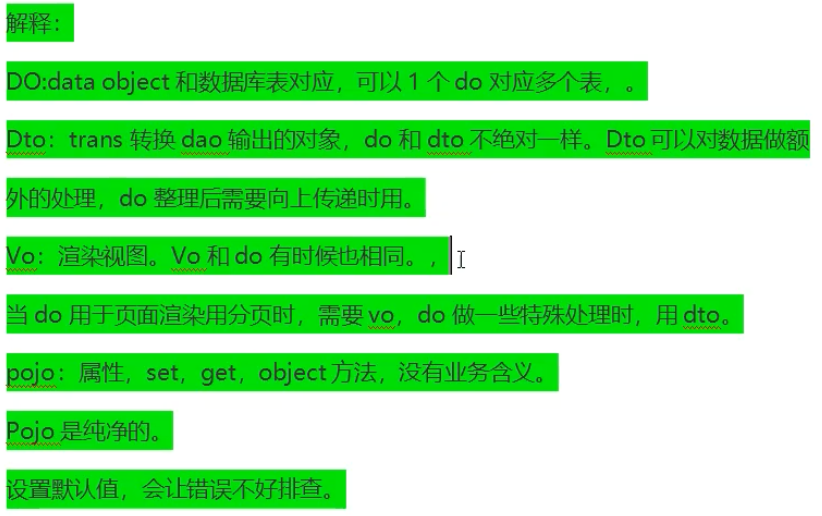 解释：
DO:data object 和数据库表对应，可以 1 个 do 对应多个表，。
Dto：trans 转换 dao 输出的对象，do 和 dto 不绝对一样。Dto 可以对数据做额
外的处理，do 整理后需要向上传递时用。
Vo：渲染视图。Vo 和 do 有时候也相同。，
当 do 用于页面渲染用分页时，需要 vo，do 做一些特殊处理时，用 dto。
pojo：属性，set，get，object 方法，没有业务含义。
Pojo 是纯净的。
设置默认值，会让错误不好排查。